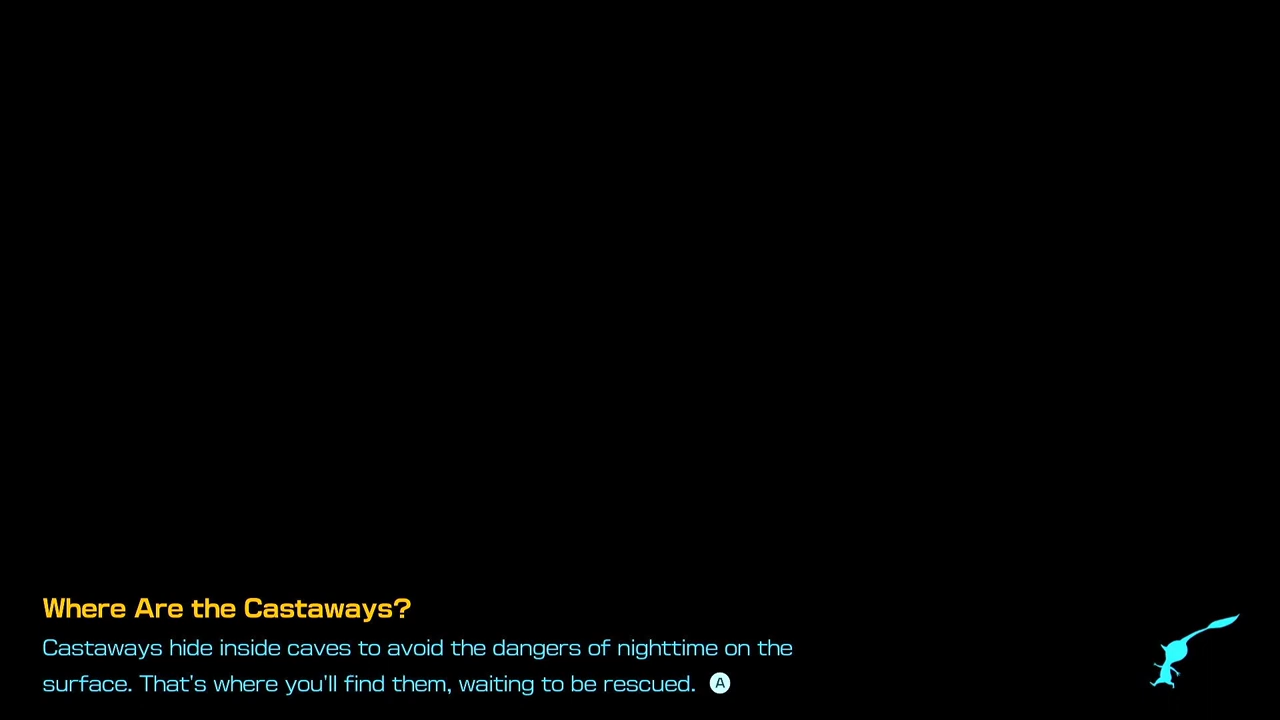 Where Are the Castaways?
Castaways hide inside caves to avoid the dangers of nighttime on the
surface. That's where you'll find them, waiting to be rescued. A